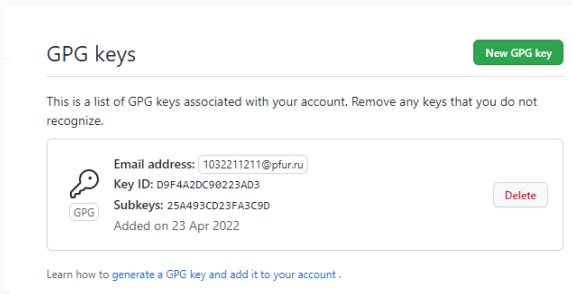 GPG keys
New GPG key
This is a list of GPG keys associated with your account. Remove any keys that you do not
recognize.
Email address: 1032211211@pfur.ru
Key ID: D9F4A2DC90223AD3
GPG
Subkeys: 25A493CD23FA3C9D
Added on 23 Apr 2022
Delete
Learn how to generate a GPG key and add it to your account .